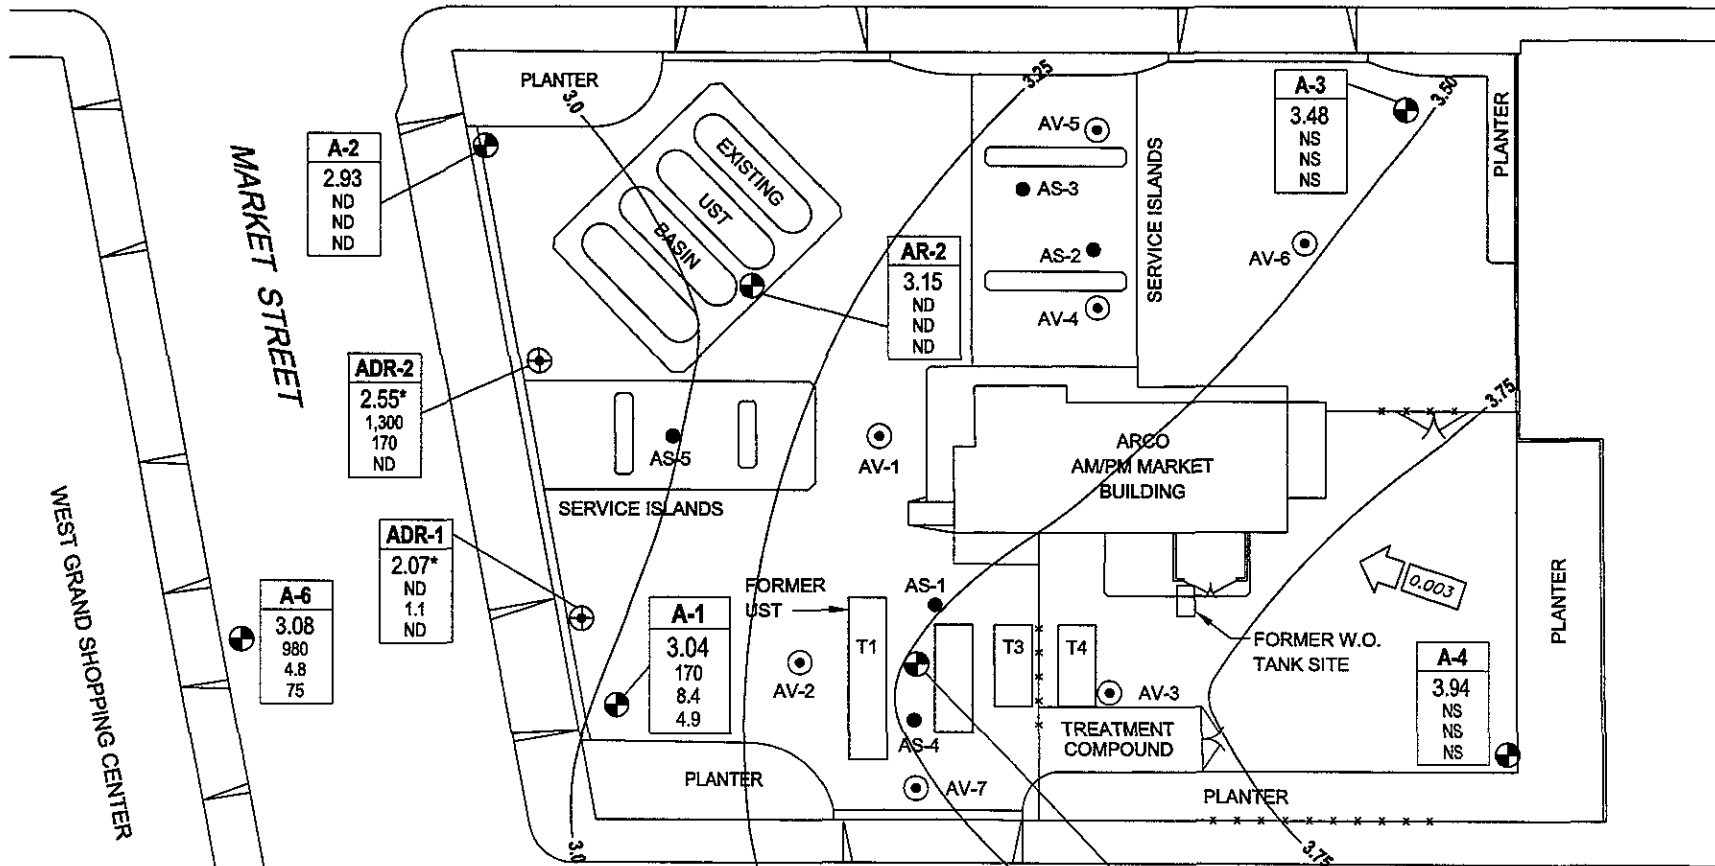 PLANTER
3.0
3.25
3.50
A-3
3.48
NS
NS
NS
PLANTER
A-2
2.93
ND
ND
ND
MARKET STREET
EXISTING
UST
BASIN
AV-5
AS-3
AS-2
AV-4
SERVICE ISLANDS
AV-6
AR-2
3.15
ND
ND
ND
ADR-2
2.55*
1,300
170
ND
AS-5
SERVICE ISLANDS
AV-1
ARCO
AM/PM MARKET
BUILDING
3.75
WEST GRAND SHOPPING CENTER
ADR-1
2.07*
ND
1.1
ND
A-6
3.08
980
4.8
75
A-1
3.04
170
8.4
4.9
FORMER
UST
AS-1
T1
T3
T4
AV-2
AV-3
AS-4
AV-7
0.003
FORMER W.O.
TANK SITE
A-4
3.94
NS
NS
NS
PLANTER
TREATMENT
COMPOUND
PLANTER
PLANTER
3.0
3.75